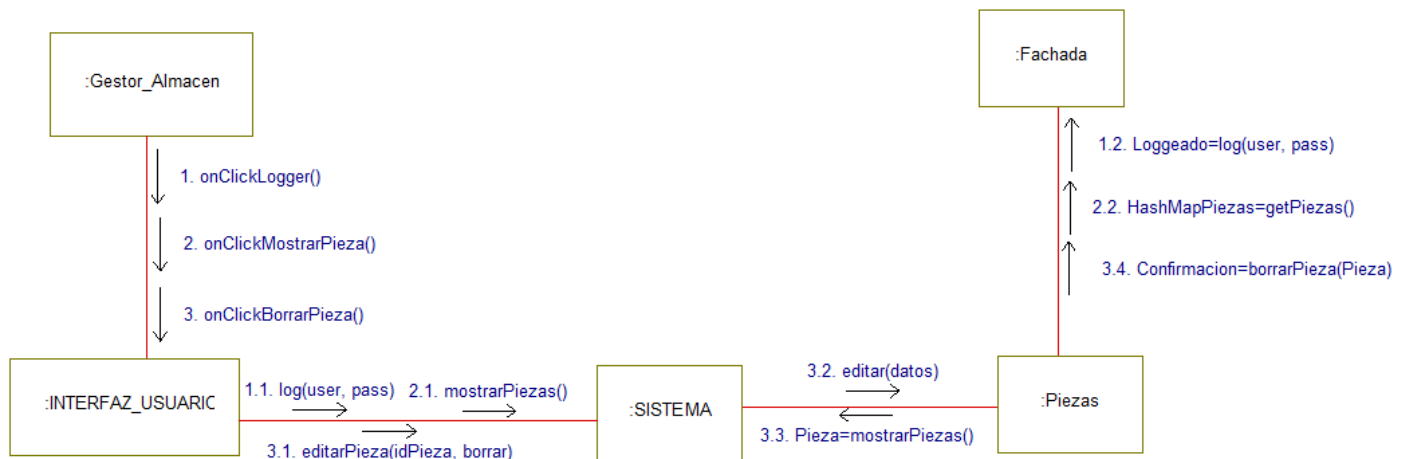 :Gestor_Almacen
:Fachada
1. onClickLogger()
2. onClickMostrarPieza()
3. onClickBorrarPieza()
1.2. Loggeado=log(user, pass)
2.2. HashMapPiezas=getPiezas()
3.4. Confirmacion=borrarPieza(Pieza)
:INTERFAZ_USUARIO
1.1. log(user, pass)
2.1. mostrarPiezas()
3.1. editarPieza(idPieza, borrar)
:SISTEMA
3.2. editar(datos)
3.3. Pieza=mostrarPiezas()
:Piezas